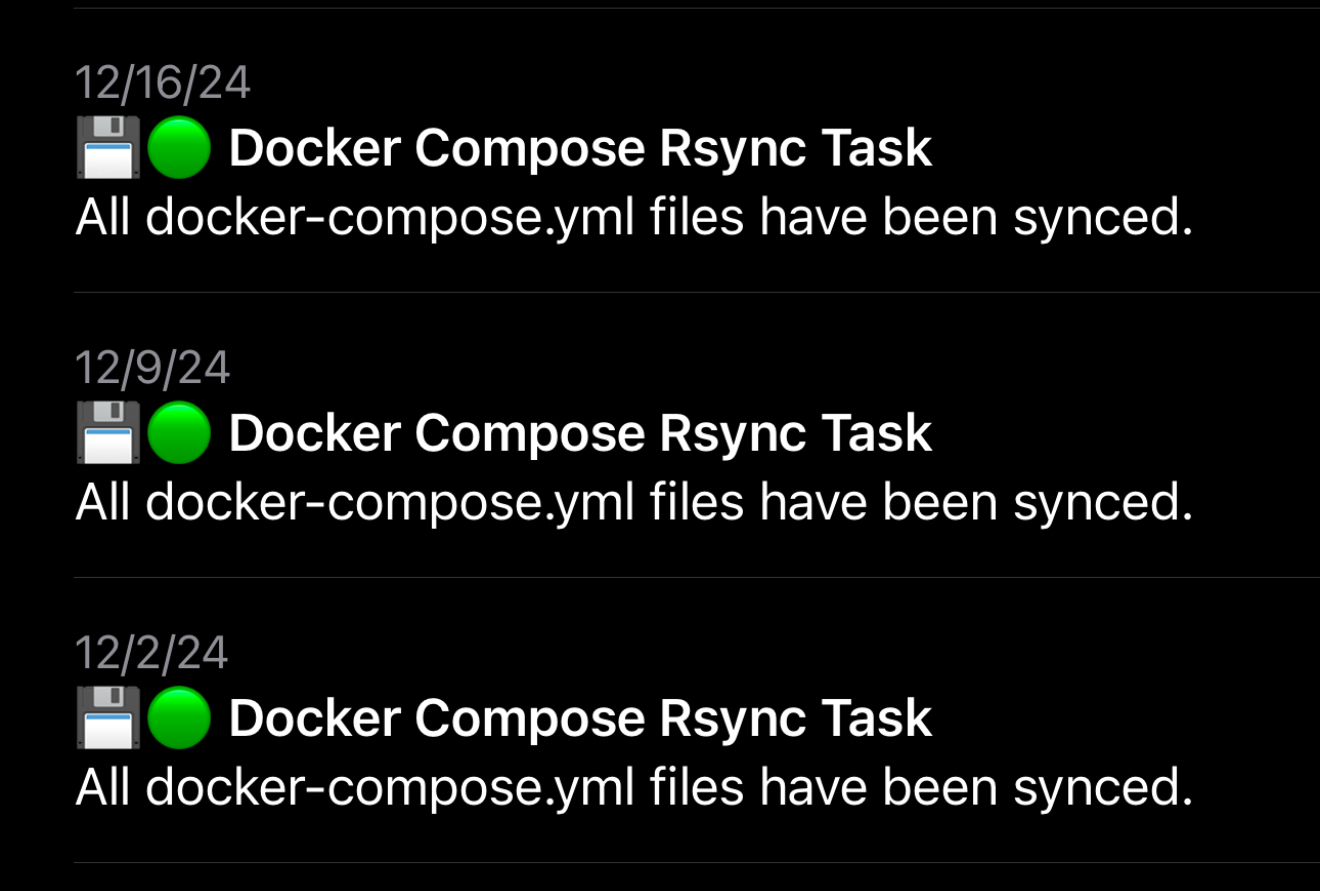 12/16/24
💾🟢 Docker Compose Rsync Task
All docker-compose.yml files have been synced.
12/9/24
💾🟢 Docker Compose Rsync Task
All docker-compose.yml files have been synced.
12/2/24
💾🟢 Docker Compose Rsync Task
All docker-compose.yml files have been synced.